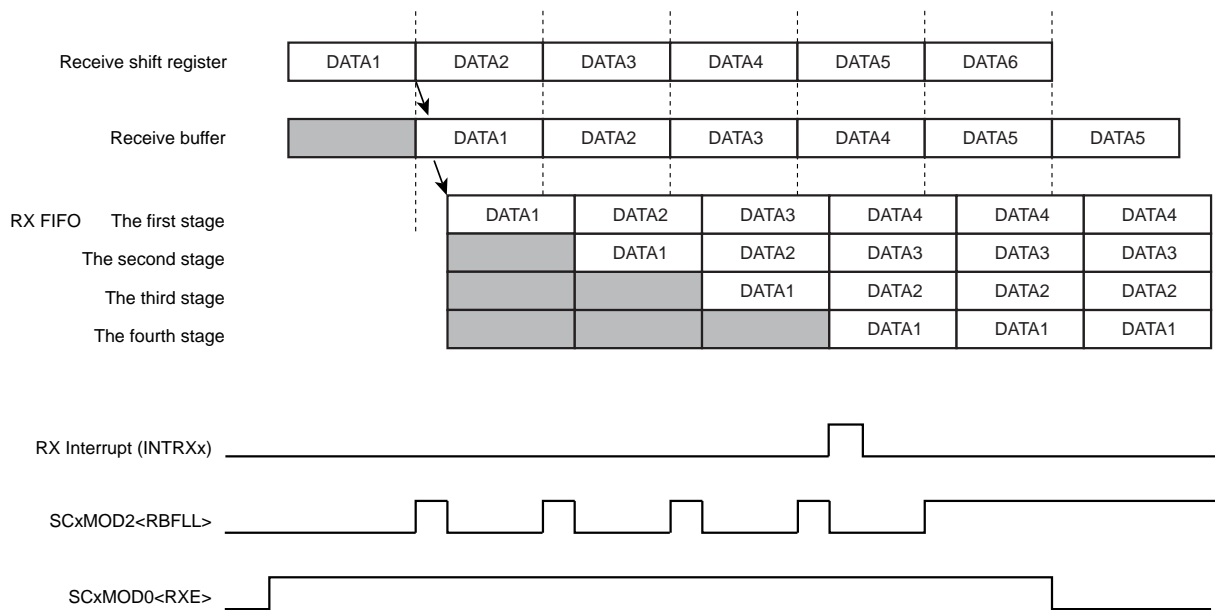 Receive shift register DATA1 DATA2 DATA3 DATA4 DATA5 DATA6
Receive buffer DATA1 DATA2 DATA3 DATA4 DATA5 DATA5
RX FIFO The first stage DATA1 DATA2 DATA3 DATA4 DATA4 DATA4
The second stage DATA1 DATA2 DATA3 DATA3 DATA3
The third stage DATA1 DATA2 DATA2 DATA2
The fourth stage DATA1 DATA1 DATA1
RX Interrupt (INTRXx)
SCxMOD2<RBFLL>
SCxMOD0<RXE>